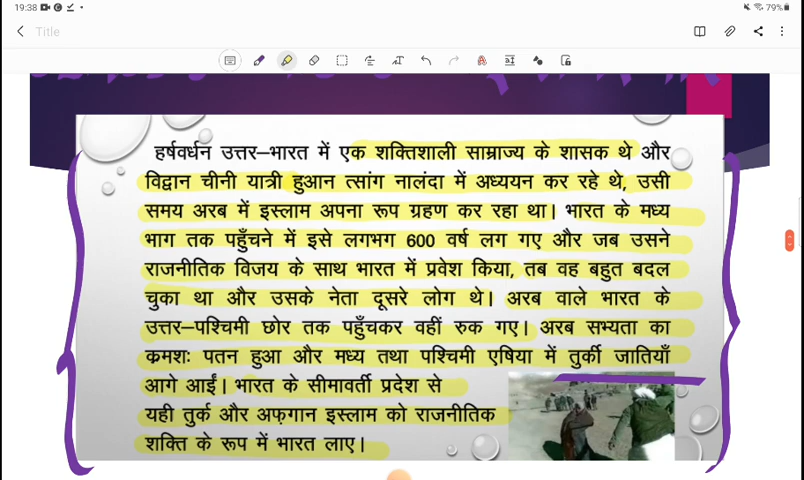 19:38
79%
Title
हर्षवर्धन उत्तर–भारत में एक शक्तिशाली साम्राज्य के शासक थे और
विद्वान चीनी यात्री हुआन त्सांग नालंदा में अध्ययन कर रहे थे, उसी
समय अरब में इस्लाम अपना रूप ग्रहण कर रहा था। भारत के मध्य
भाग तक पहुँचने में इसे लगभग 600 वर्ष लग गए और जब उसने
राजनीतिक विजय के साथ भारत में प्रवेश किया, तब वह बहुत बदल
चुका था और उसके नेता दूसरे लोग थे। अरब वाले भारत के
उत्तर–पश्चिमी छोर तक पहुँचकर वहीं रुक गए। अरब सभ्यता का
क्रमशः पतन हुआ और मध्य तथा पश्चिमी एषिया में तुर्की जातियाँ
आगे आईं। भारत के सीमावर्ती प्रदेश से
यही तुर्क और अफ़गान इस्लाम को राजनीतिक
शक्ति के रूप में भारत लाए।